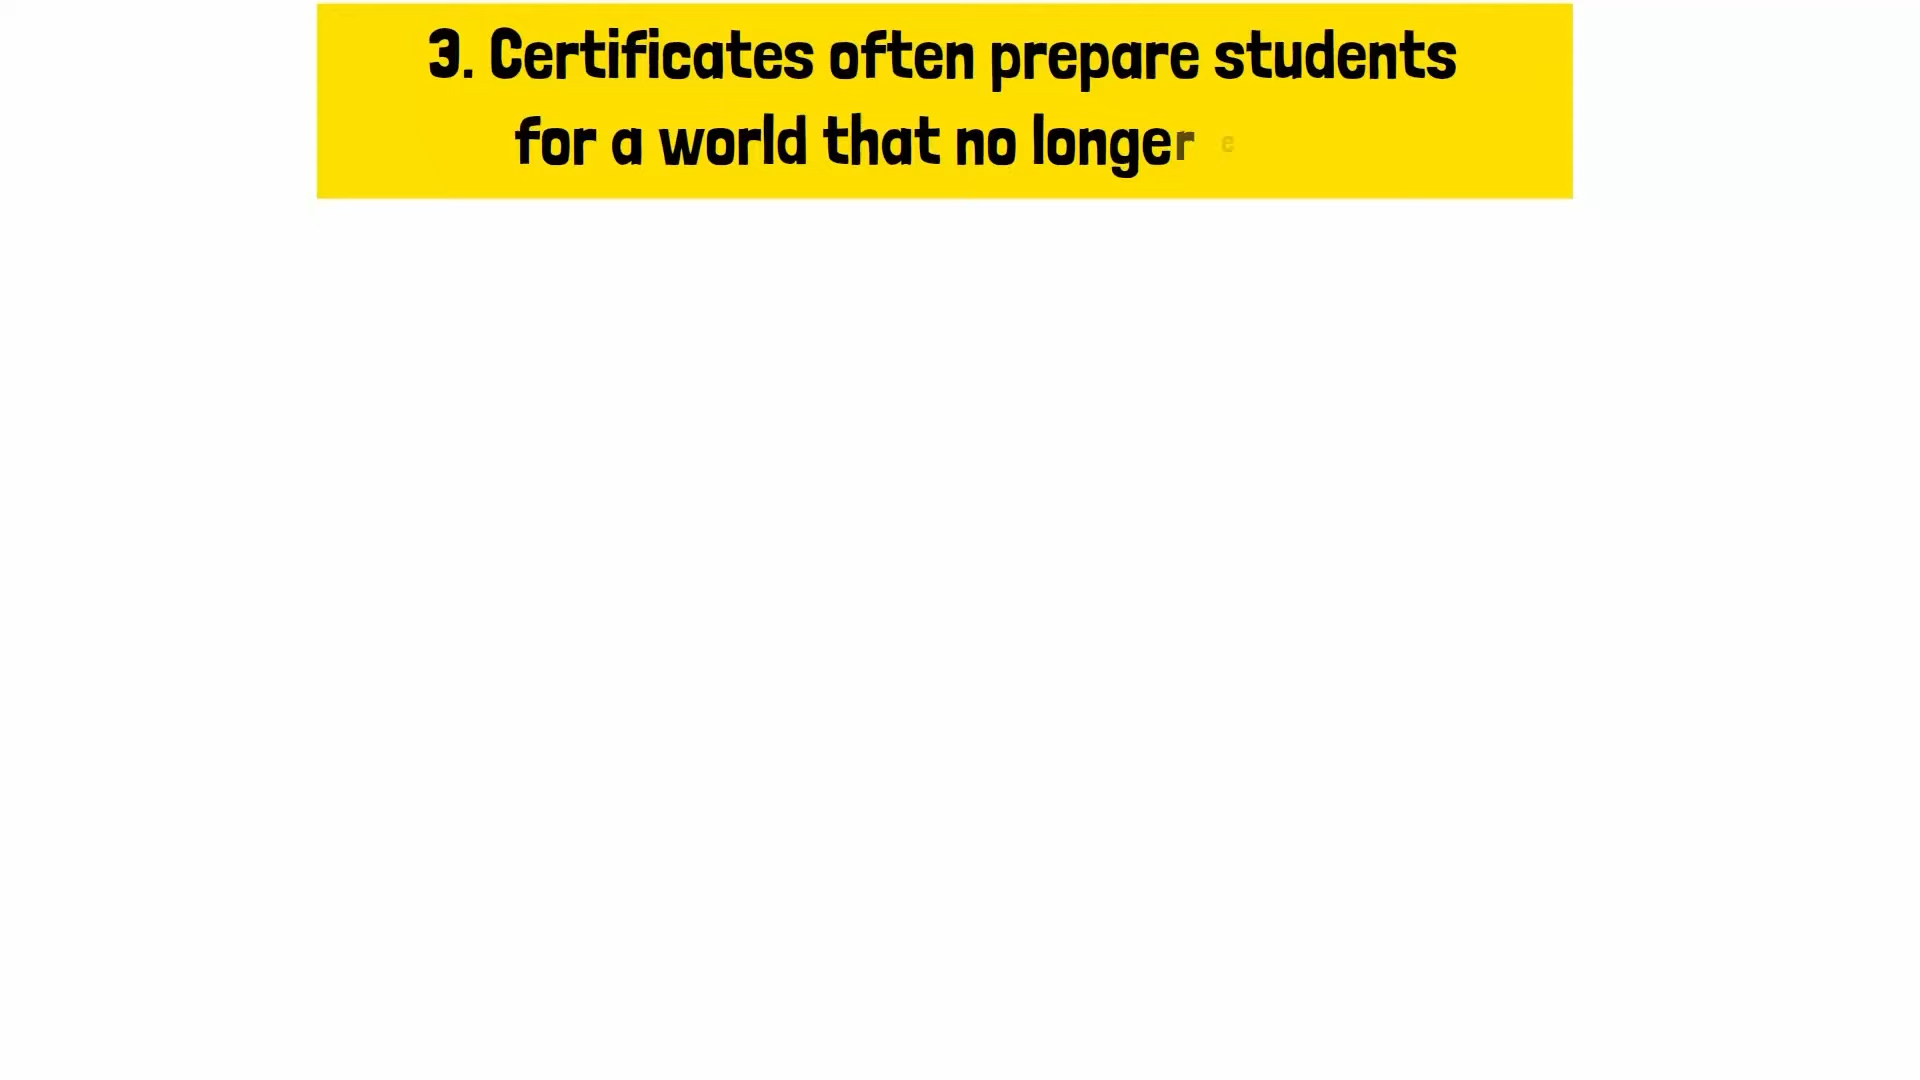 3. Certificates often prepare students
for a world that no longer e